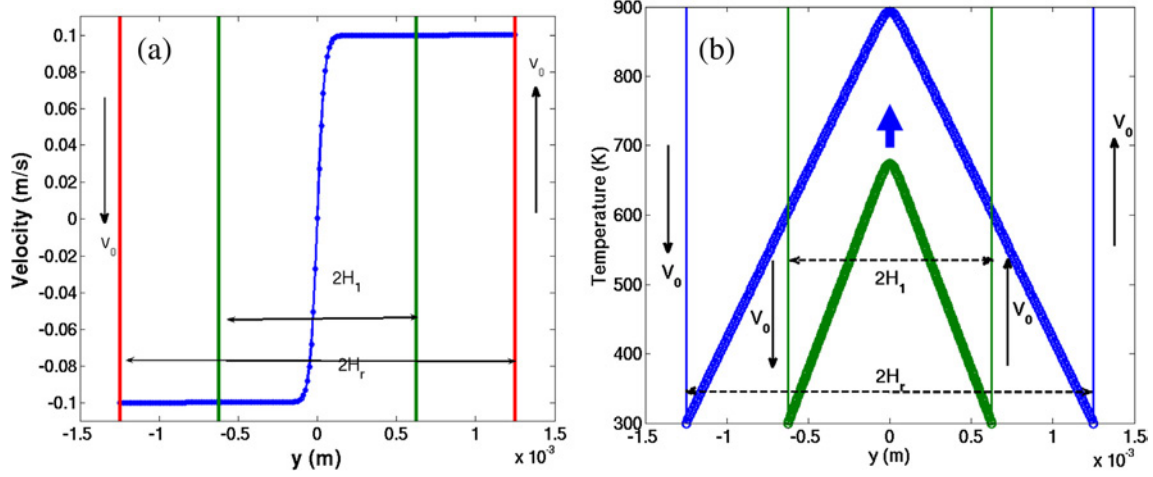 (a)
Velocity (m/s)
0.1
0.08
0.06
0.04
0.02
0
-0.02
-0.04
-0.06
-0.08
-0.1
V0
V0
2H1
2Hr
-1.5
-1
-0.5
0
0.5
1
1.5
y (m)
x 10-3
(b)
Temperature (K)
900
800
700
600
500
400
300
V0
V0
V0
V0
2H1
2Hr
-1.5
-1
-0.5
0
0.5
1
1.5
y (m)
x 10-3